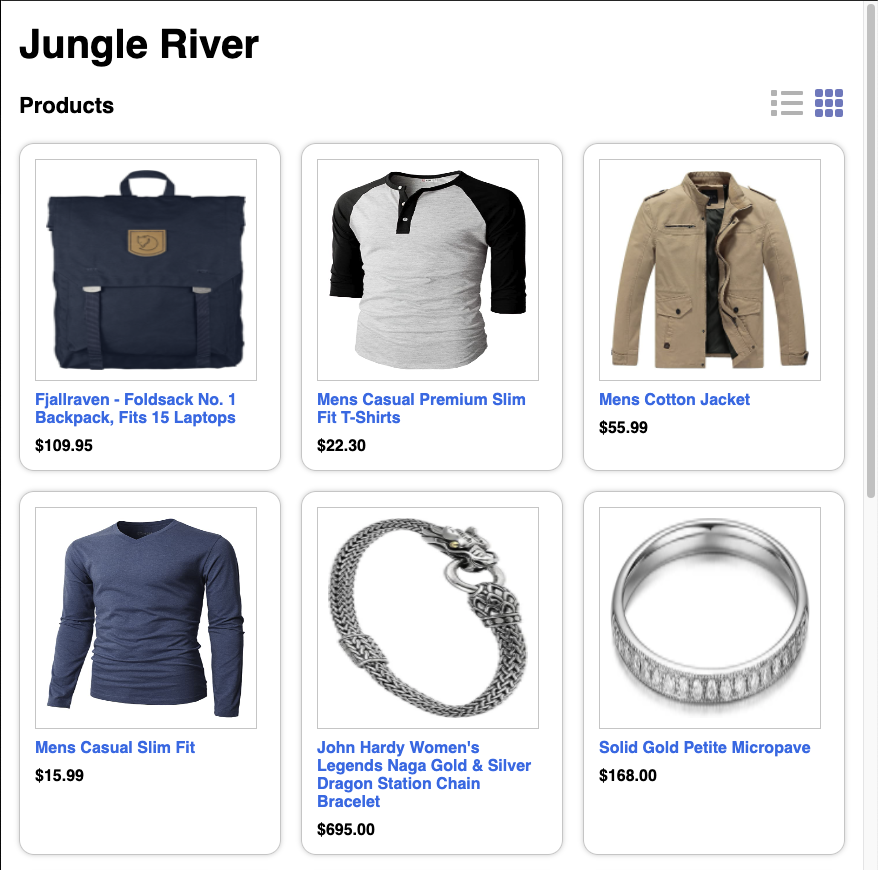 Jungle River
Products
Fjallraven - Foldsack No. 1
Backpack, Fits 15 Laptops
$109.95
Mens Casual Premium Slim
Fit T-Shirts
$22.30
Mens Cotton Jacket
$55.99
Mens Casual Slim Fit
$15.99
John Hardy Women's
Legends Naga Gold & Silver
Dragon Station Chain
Bracelet
$695.00
Solid Gold Petite Micropave
$168.00